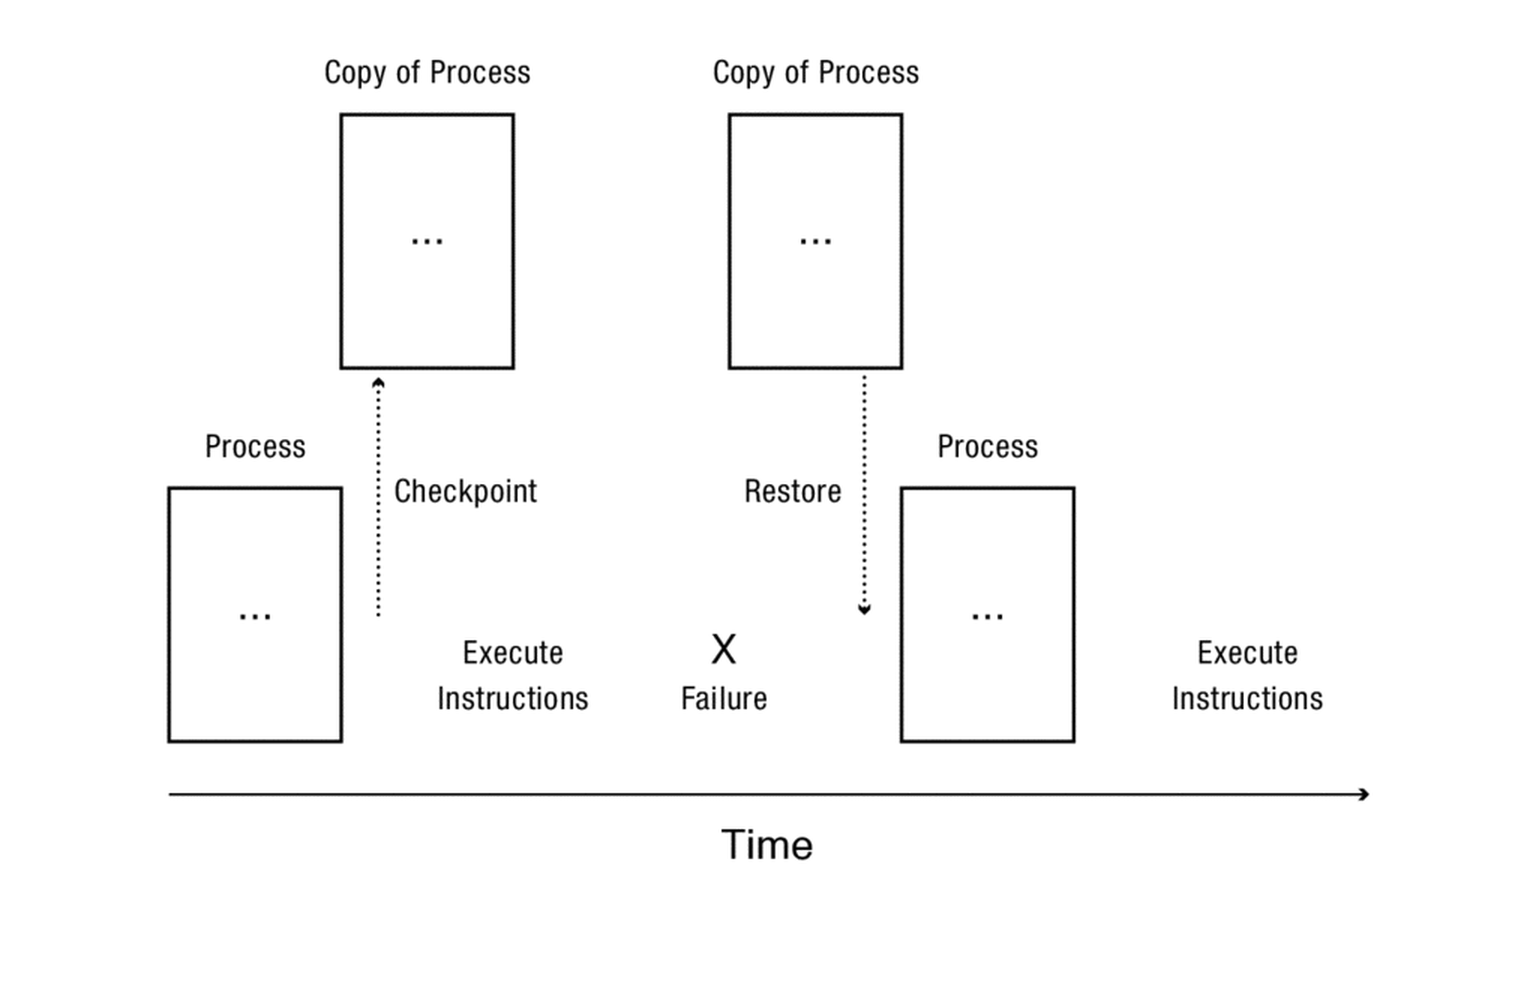 Copy of Process
Copy of Process
...
...
Process
Process
Checkpoint
Restore
...
...
Execute
Instructions
X
Failure
Execute
Instructions
Time